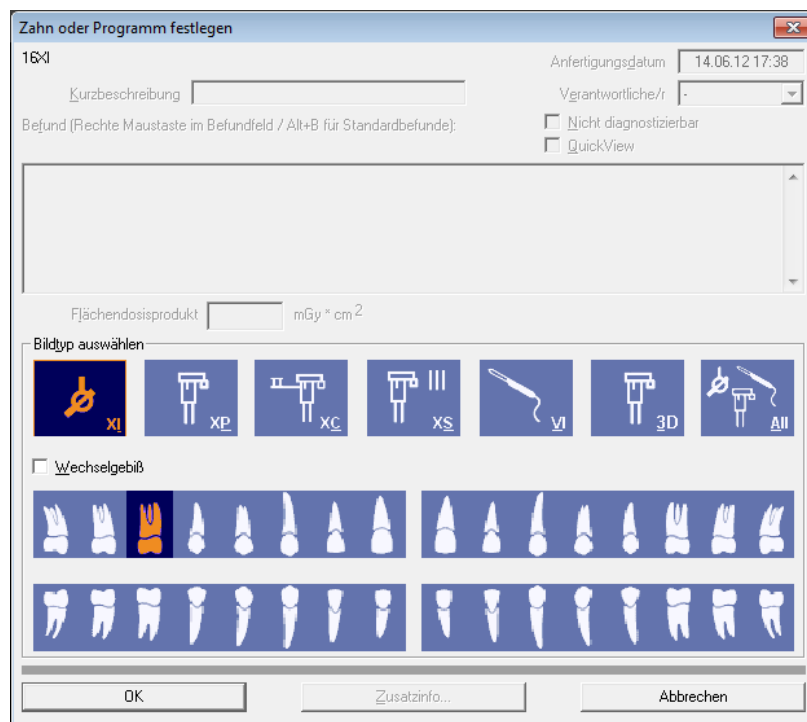 Zahn oder Programm festlegen
16XI
Anfertigungsdatum 14.06.12 17:38
Kurzbeschreibung
Verantwortliche/r -
Befund (Rechte Maustaste im Befundfeld / Alt+B für Standardbefunde):
Nicht diagnostizierbar
QuickView
Flächendosisprodukt mGy * cm 2
Bildtyp auswählen
XI XP XC XS VI 3D All
Wechselgebiß
OK Zusatzinfo... Abbrechen